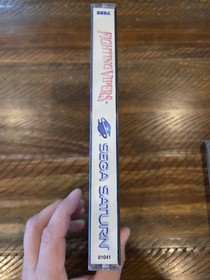 SEGA
FIGHTING VIPERS
SEGA SATURN
81041